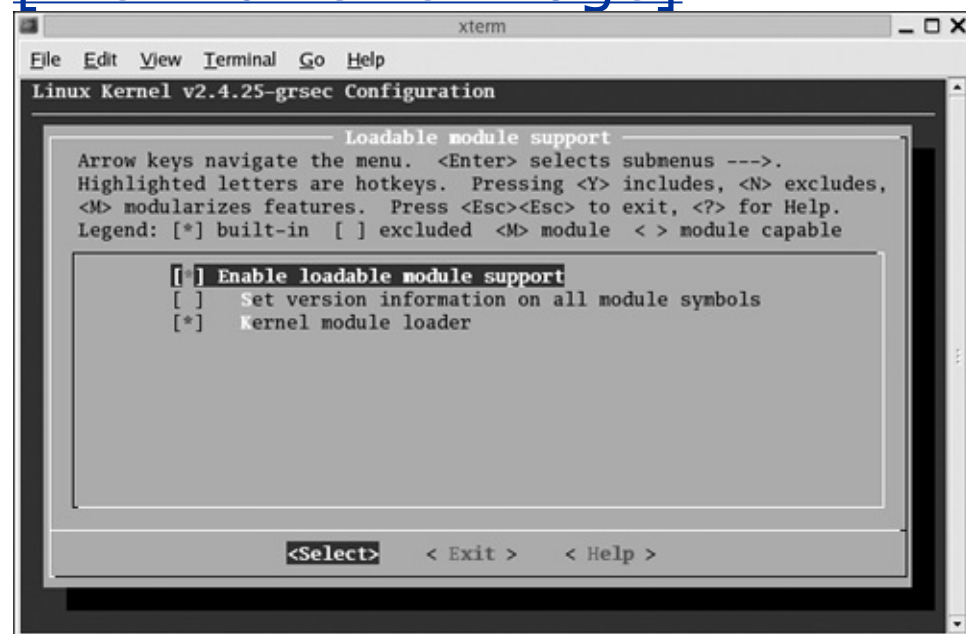 xterm
File Edit View Terminal Go Help
Linux Kernel v2.4.25-grsec Configuration
Loadable module support
Arrow keys navigate the menu. <Enter> selects submenus --->.
Highlighted letters are hotkeys. Pressing <Y> includes, <N> excludes,
<M> modularizes features. Press <Esc><Esc> to exit, <?> for Help.
Legend: [*] built-in [ ] excluded <M> module < > module capable
[*] Enable loadable module support
[ ] Set version information on all module symbols
[*] Kernel module loader
<Select> < Exit > < Help >